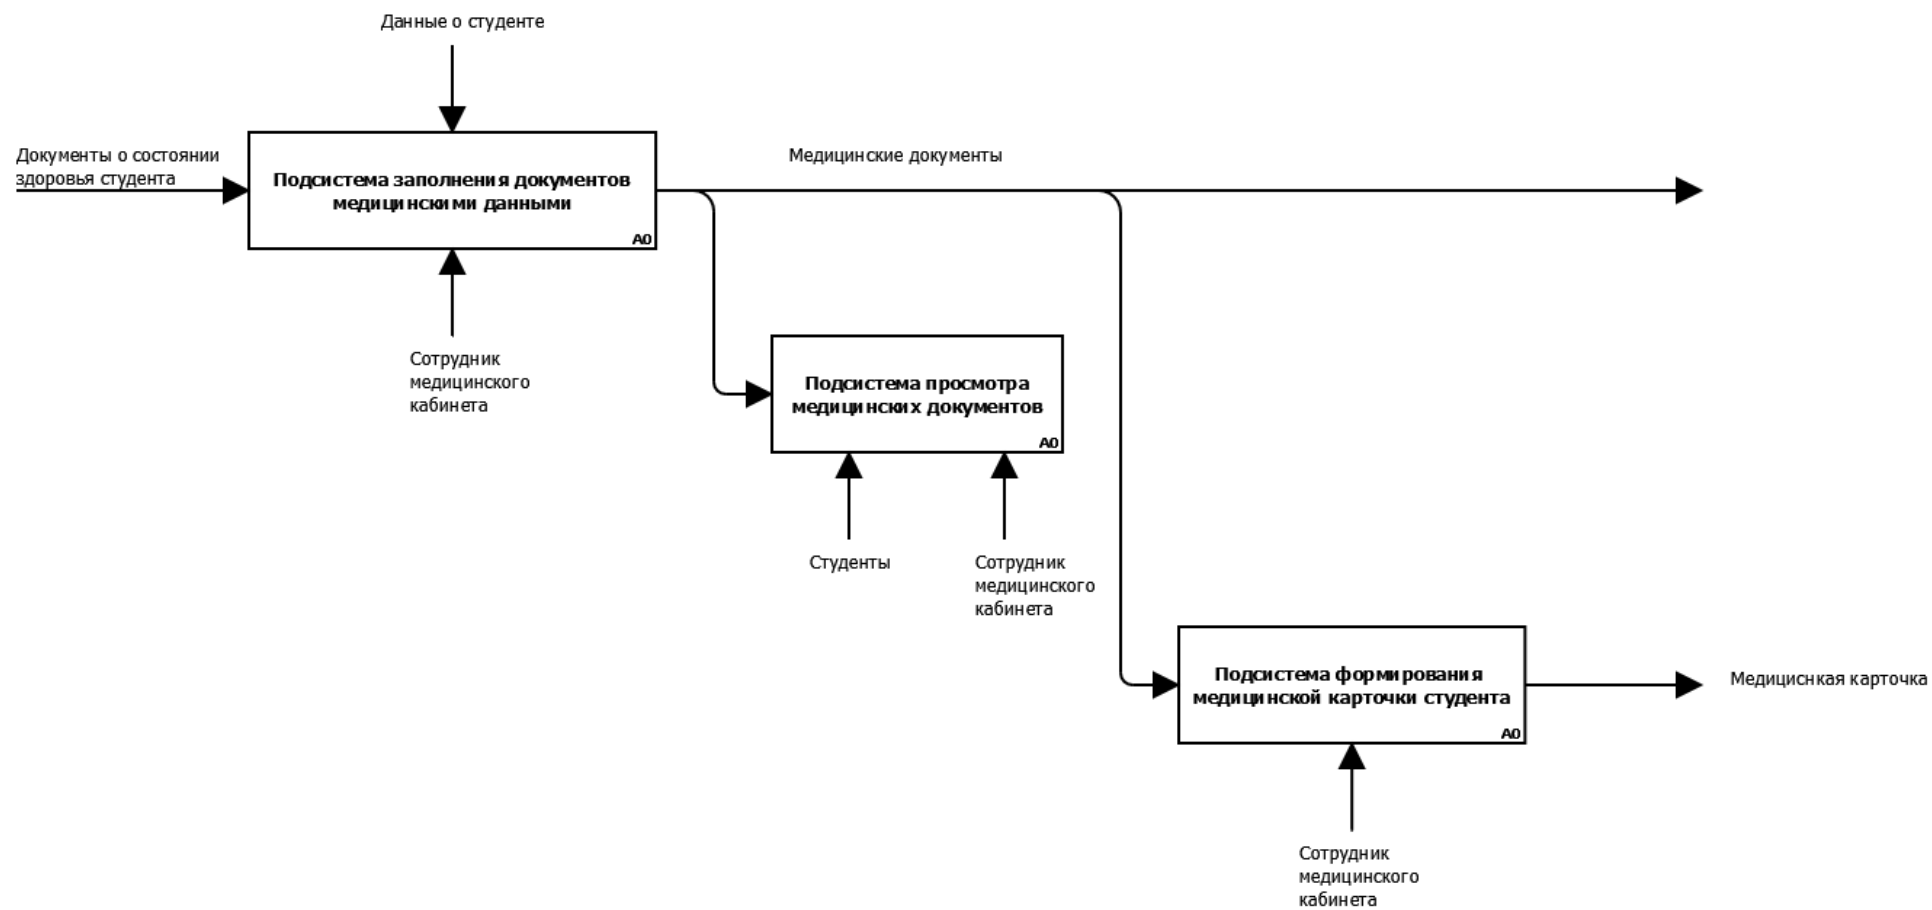 Данные о студенте
Документы о состоянии
здоровья студента
Подсистема заполнения документов
медицинскими данными
A0
Медицинские документы
Сотрудник
медицинского
кабинета
Подсистема просмотра
медицинских документов
A0
Студенты
Сотрудник
медицинского
кабинета
Подсистема формирования
медицинской карточки студента
A0
Медициснкая карточка
Сотрудник
медицинского
кабинета